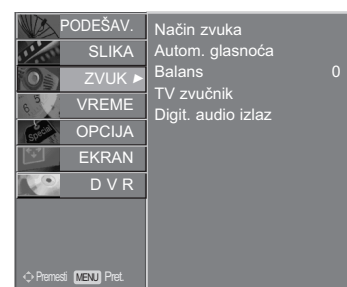 PODEŠAV.
SLIKA
ZVUK ►
VREME
Special
OPCIJA
EKRAN
D V R
Način zvuka
Autom. glasnoća
Balans 0
TV zvučnik
Digit. audio izlaz
Premesti MENU Pret.